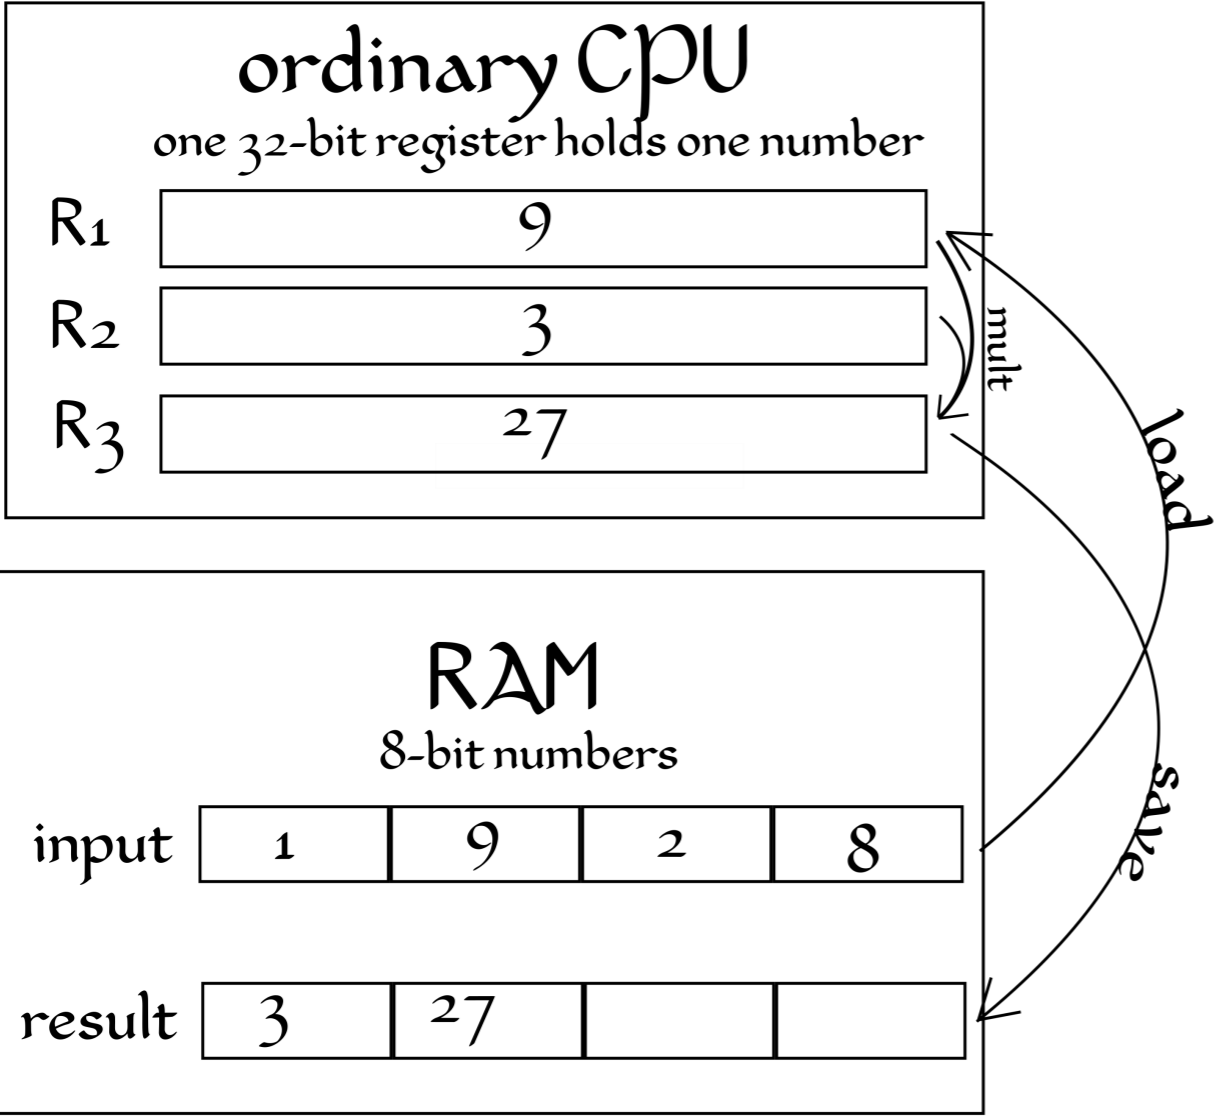 ordinary CPU
one 32-bit register holds one number
R1 9
R2 3
R3 27
mult
load
RAM
8-bit numbers
save
input 1 9 2 8
result 3 27